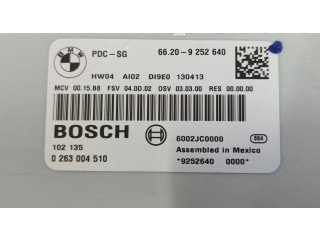 BMW
PDC-SG 66.20-9 252 640
HW04 AI02 DI9E0 130413
MCV 00.15.88 FSV 04.00.02 OSV 03.03.00 RES 00.00.00
BOSCH
6002JC0000 684
102 135
Assembled in Mexico
0 263 004 510
*9252640 0000*